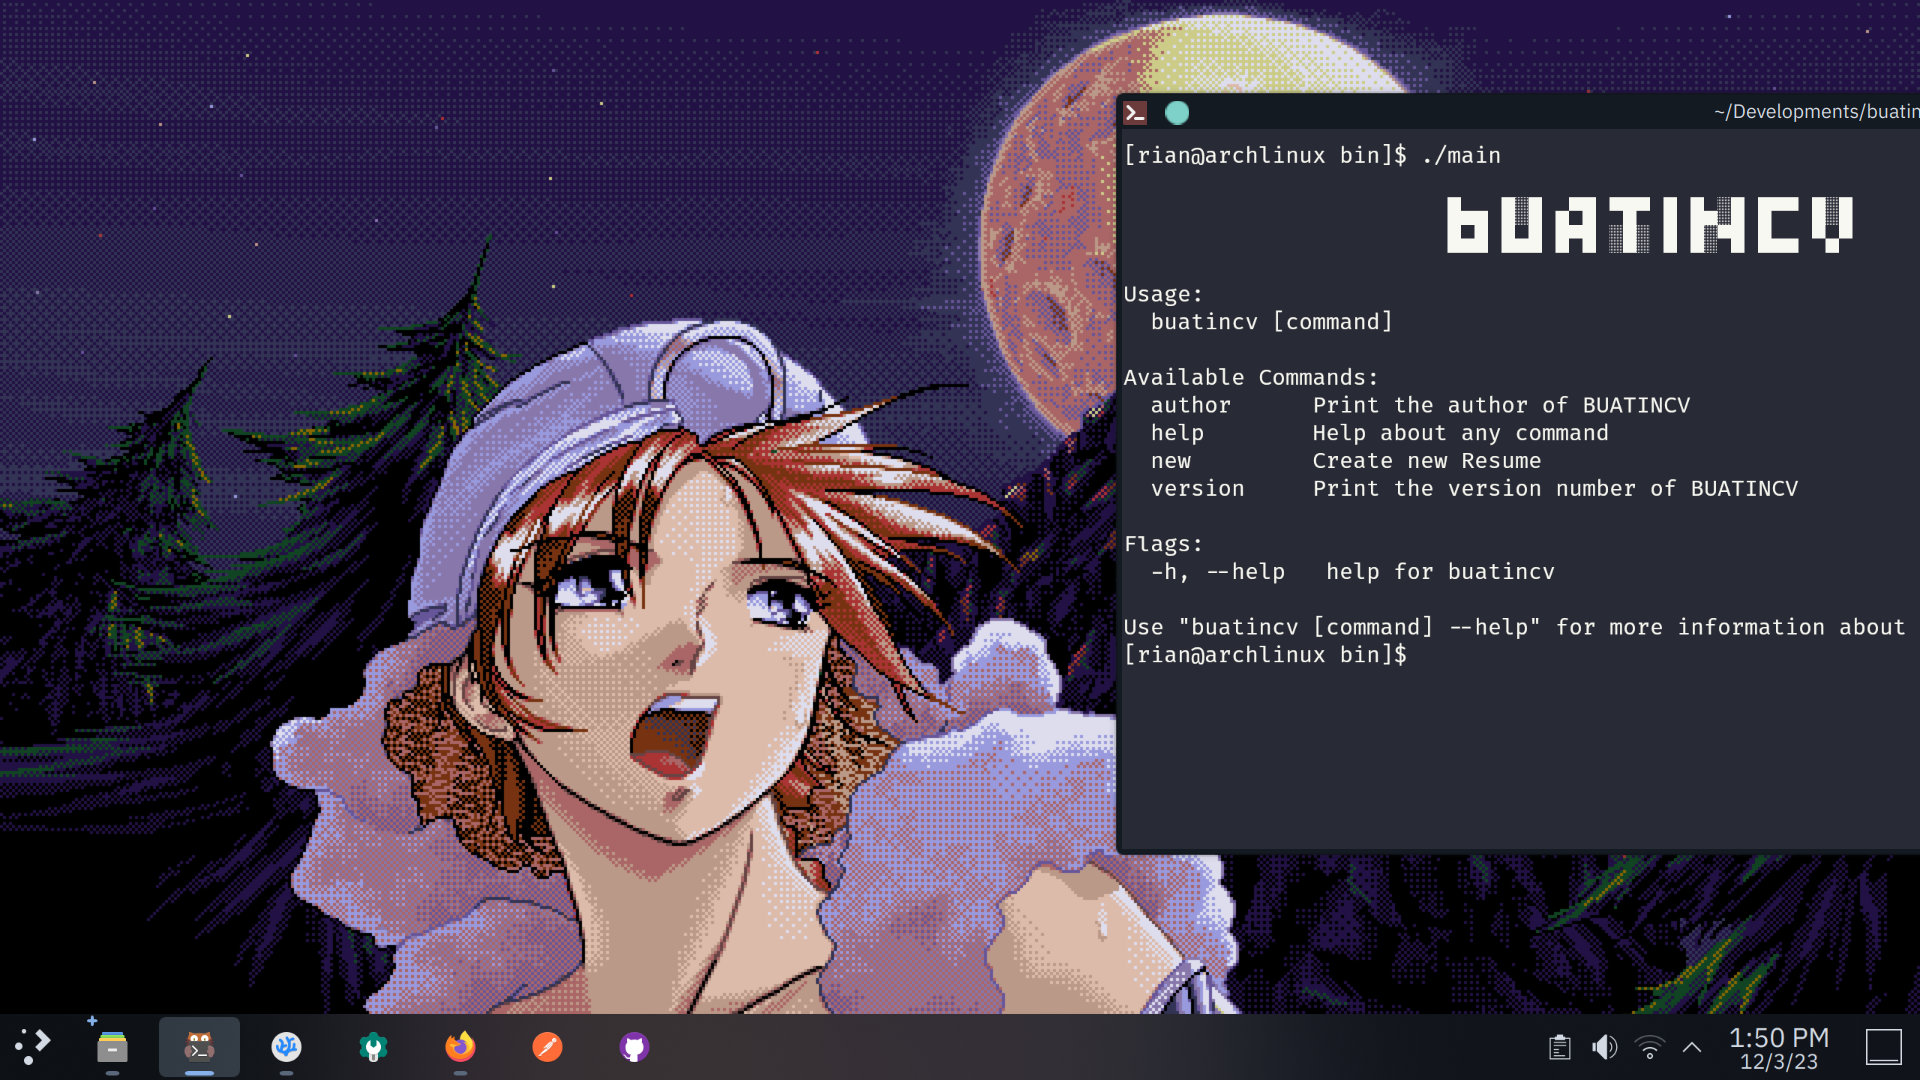 ~/Developments/buatin
[rian@archlinux bin]$ ./main
BUATINCV
Usage:
buatincv [command]
Available Commands:
author Print the author of BUATINCV
help Help about any command
new Create new Resume
version Print the version number of BUATINCV
Flags:
-h, --help help for buatincv
Use "buatincv [command] --help" for more information about
[rian@archlinux bin]$
1:50 PM
12/3/23